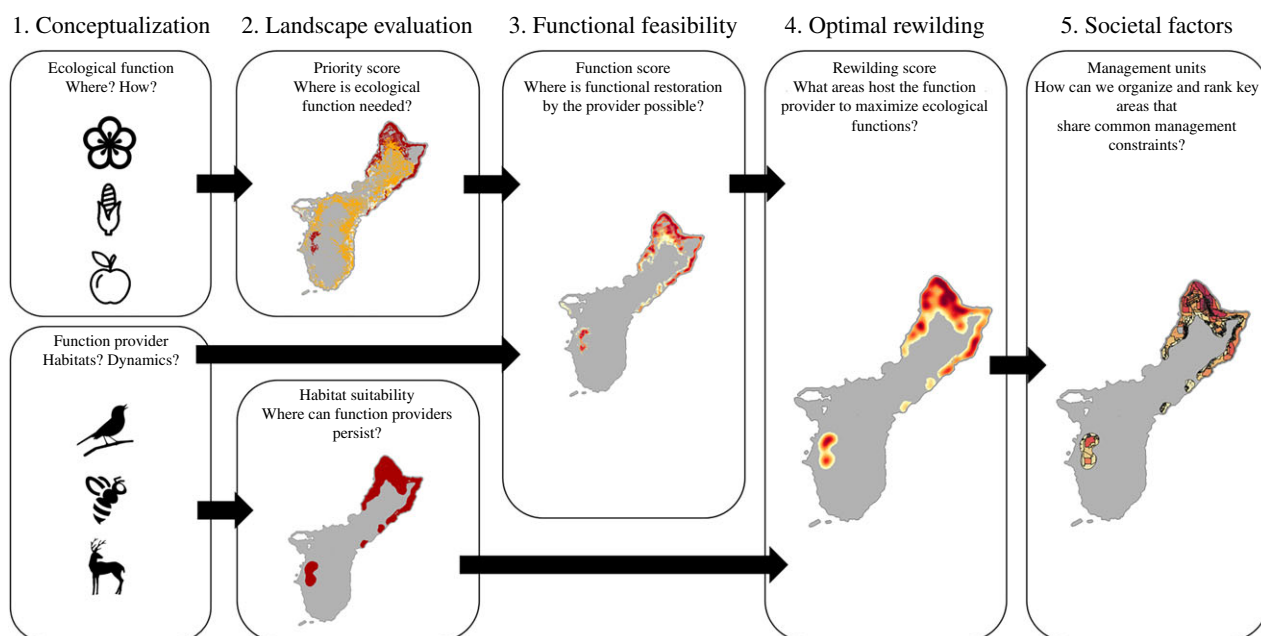 1. Conceptualization
Ecological function
Where? How?
Function provider
Habitats? Dynamics?
2. Landscape evaluation
Priority score
Where is ecological
function needed?
Habitat suitability
Where can function providers
persist?
3. Functional feasibility
Function score
Where is functional restoration
by the provider possible?
4. Optimal rewilding
Rewilding score
What areas host the function
provider to maximize ecological
functions?
5. Societal factors
Management units
How can we organize and rank key
areas that
share common management
constraints?